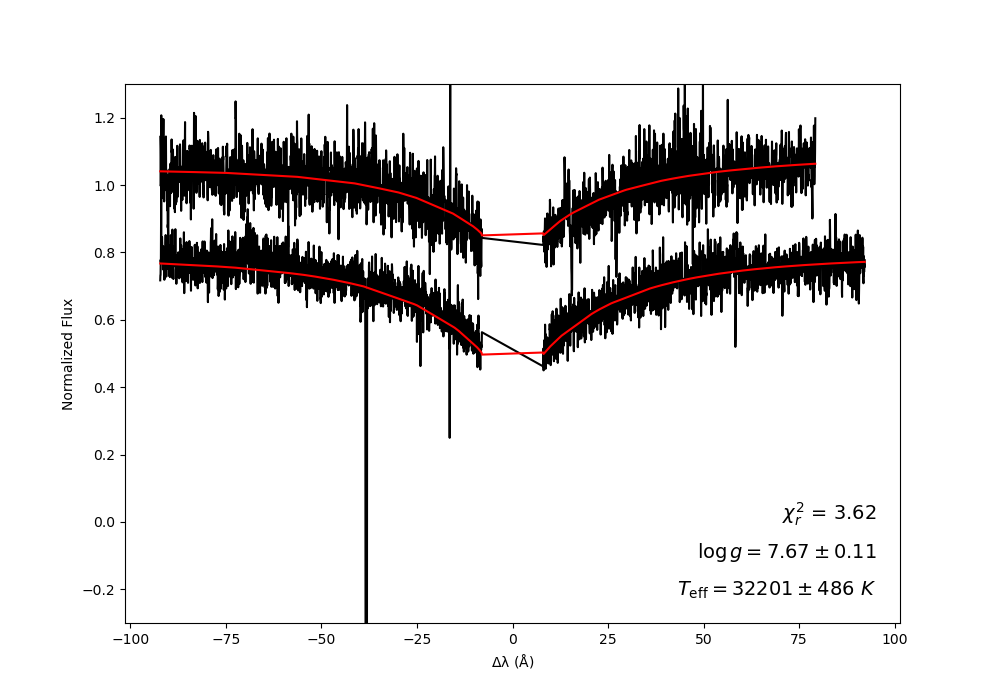 1.2
1.0
0.8
0.6
0.4
0.2
0.0
−0.2
Normalized Flux
χ²ᵣ = 3.62
log g = 7.67 ± 0.11
T_eff = 32201 ± 486 K
−100 −75 −50 −25 0 25 50 75 100
Δλ (Å)